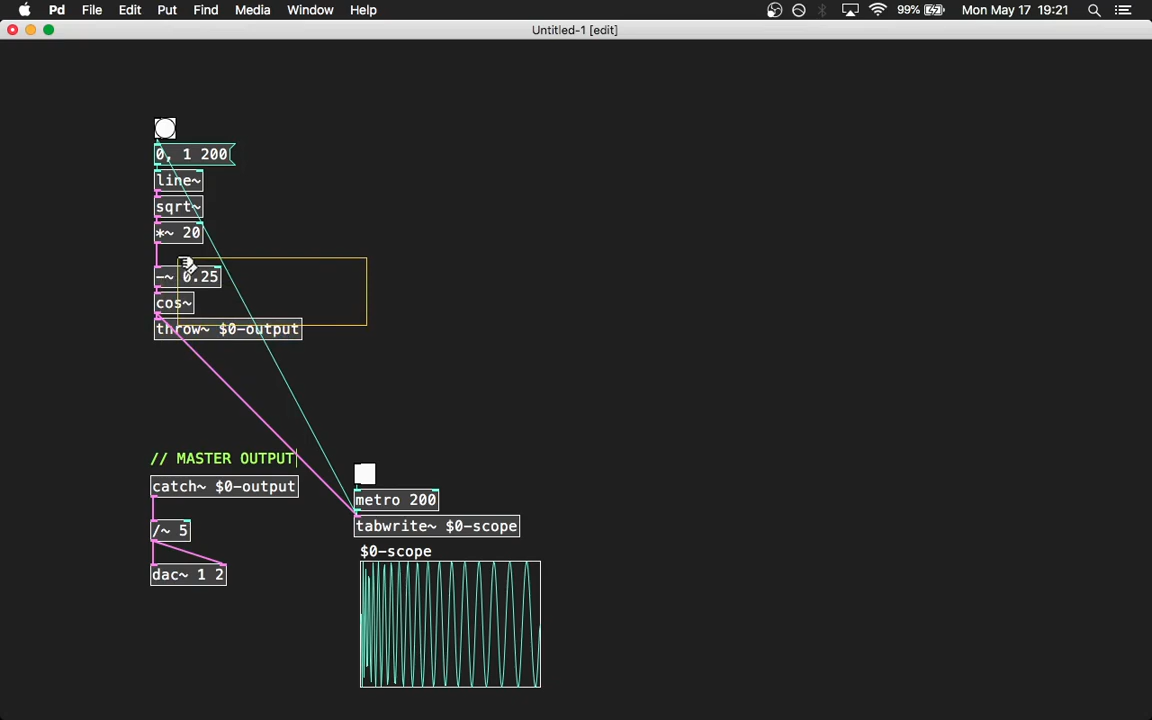 Pd File Edit Put Find Media Window Help 99% Mon May 17 19:21
Untitled-1 [edit]
0, 1 200
line~
sqrt~
*~ 20
-~ 0.25
cos~
throw~ $0-output
// MASTER OUTPUT
catch~ $0-output
/~ 5
dac~ 1 2
metro 200
tabwrite~ $0-scope
$0-scope